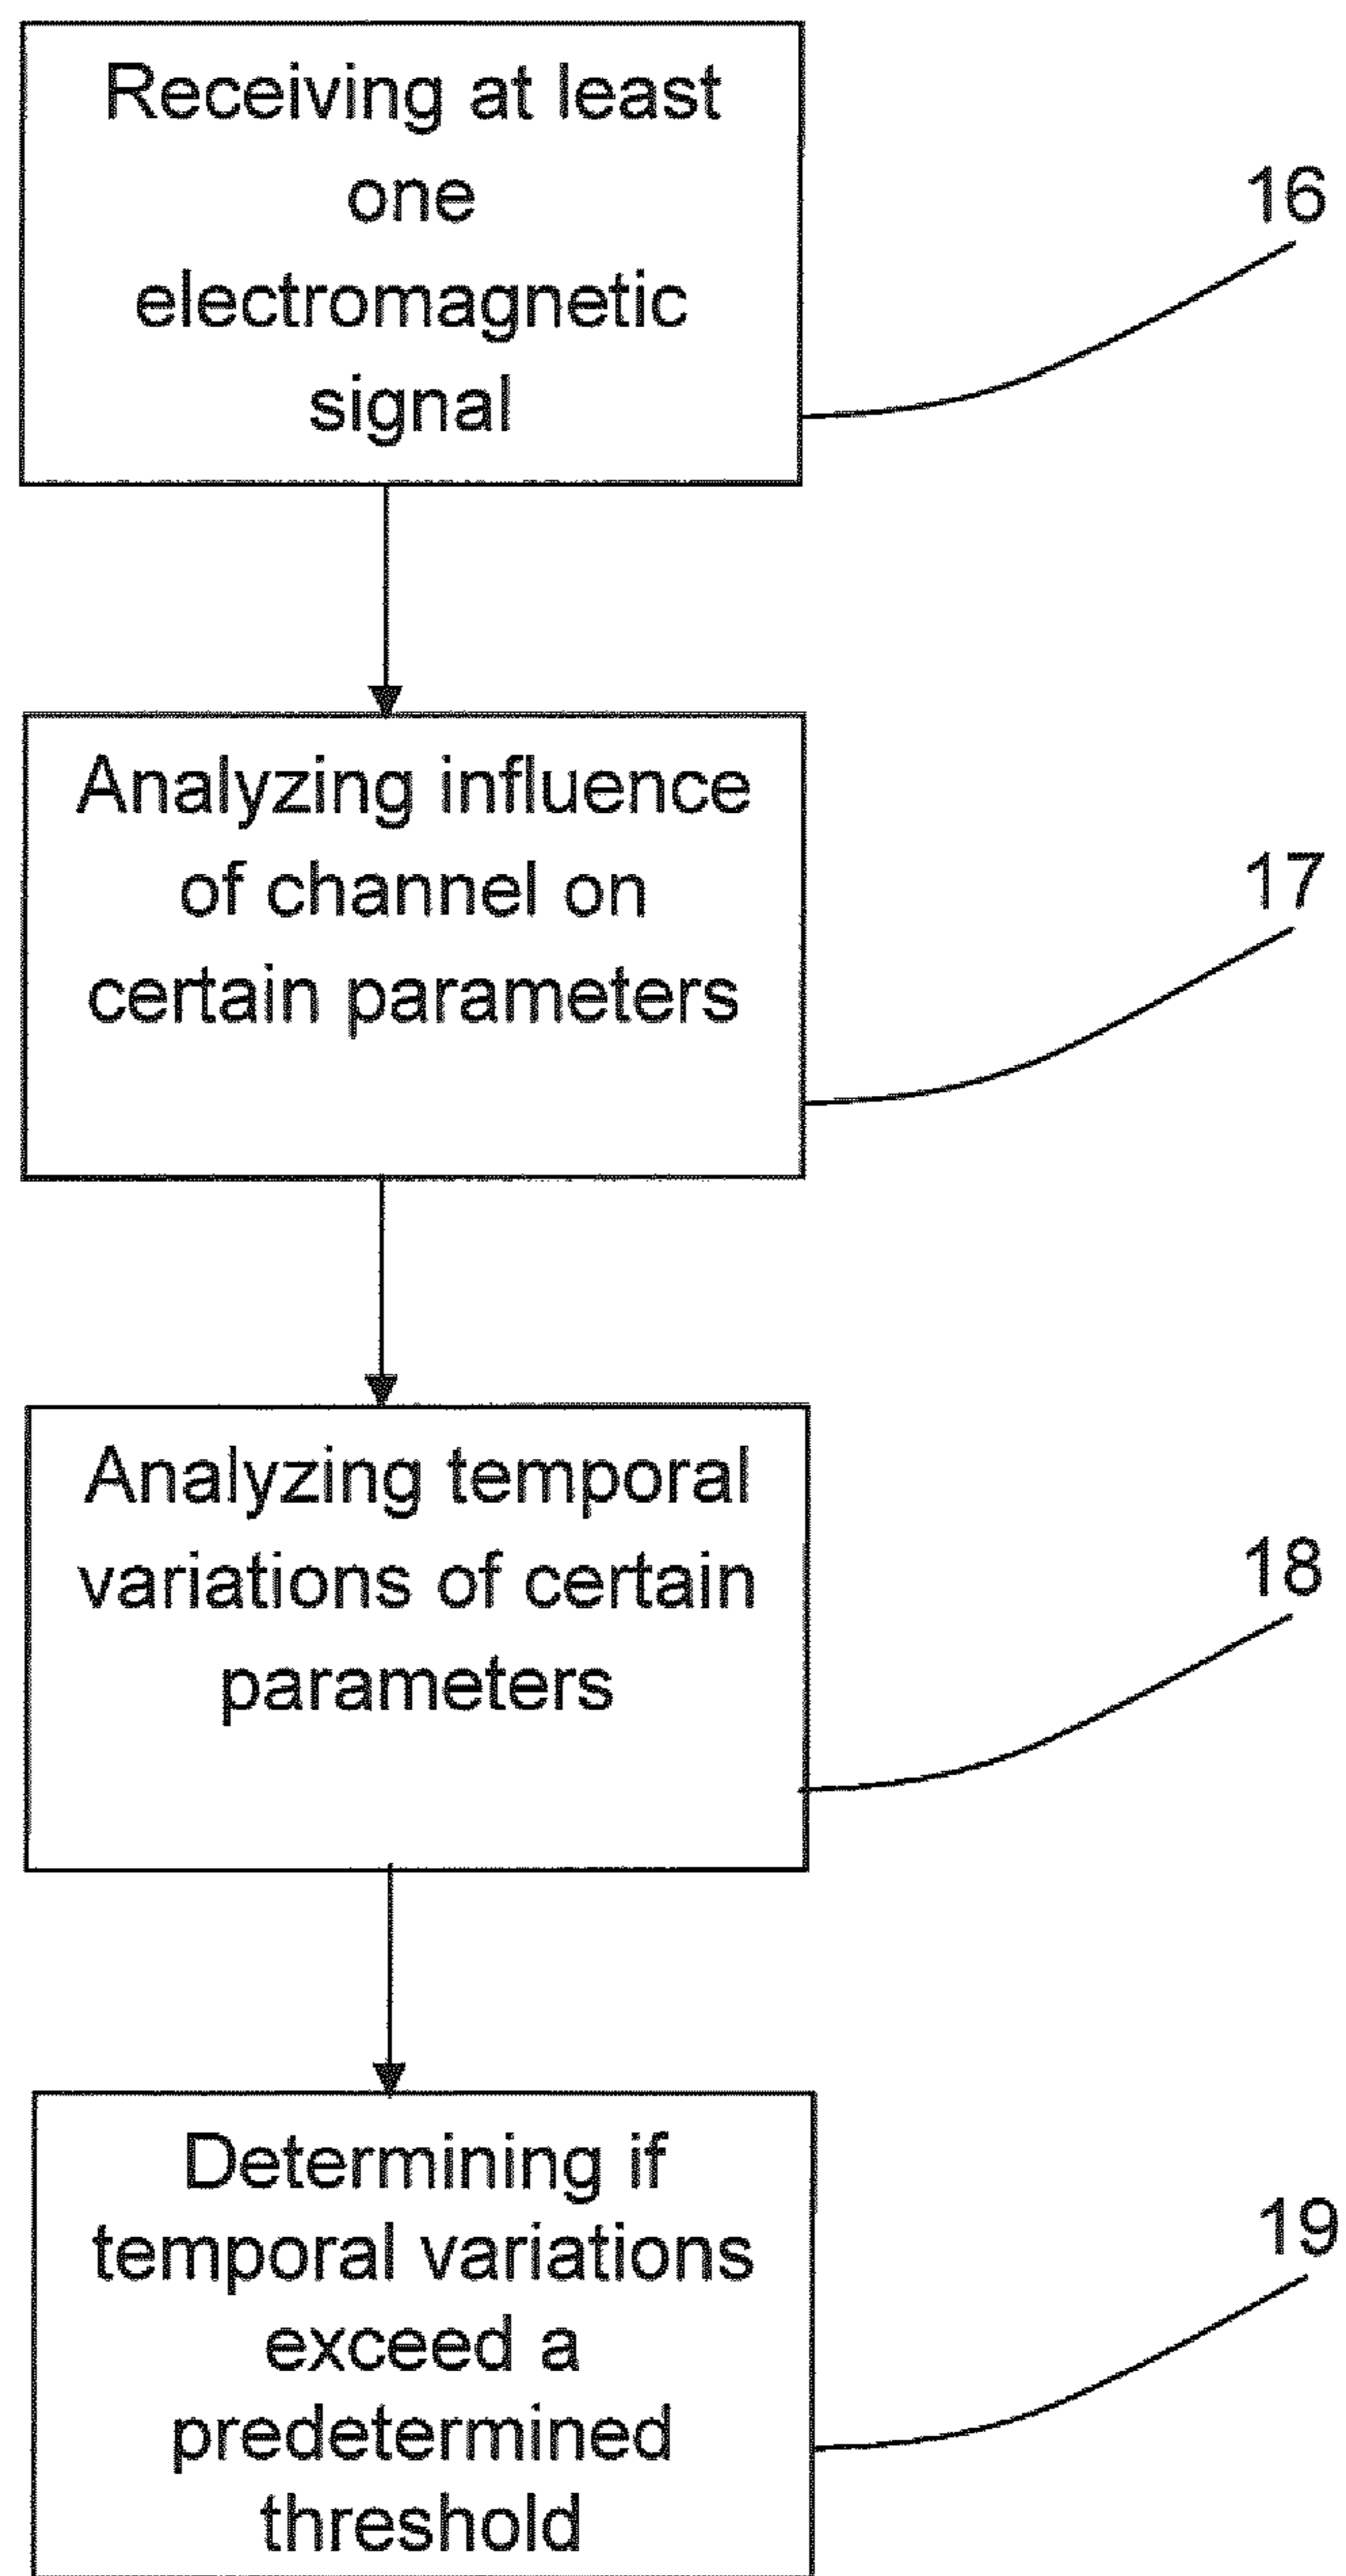 Receiving at least
one
electromagnetic
signal
16
Analyzing influence
of channel on
certain parameters
17
Analyzing temporal
variations of certain
parameters
18
Determining if
temporal variations
exceed a
predetermined
threshold
19